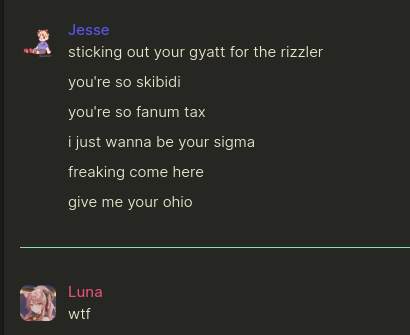 Jesse
sticking out your gyatt for the rizzler
you're so skibidi
you're so fanum tax
i just wanna be your sigma
freaking come here
give me your ohio
Luna
wtf